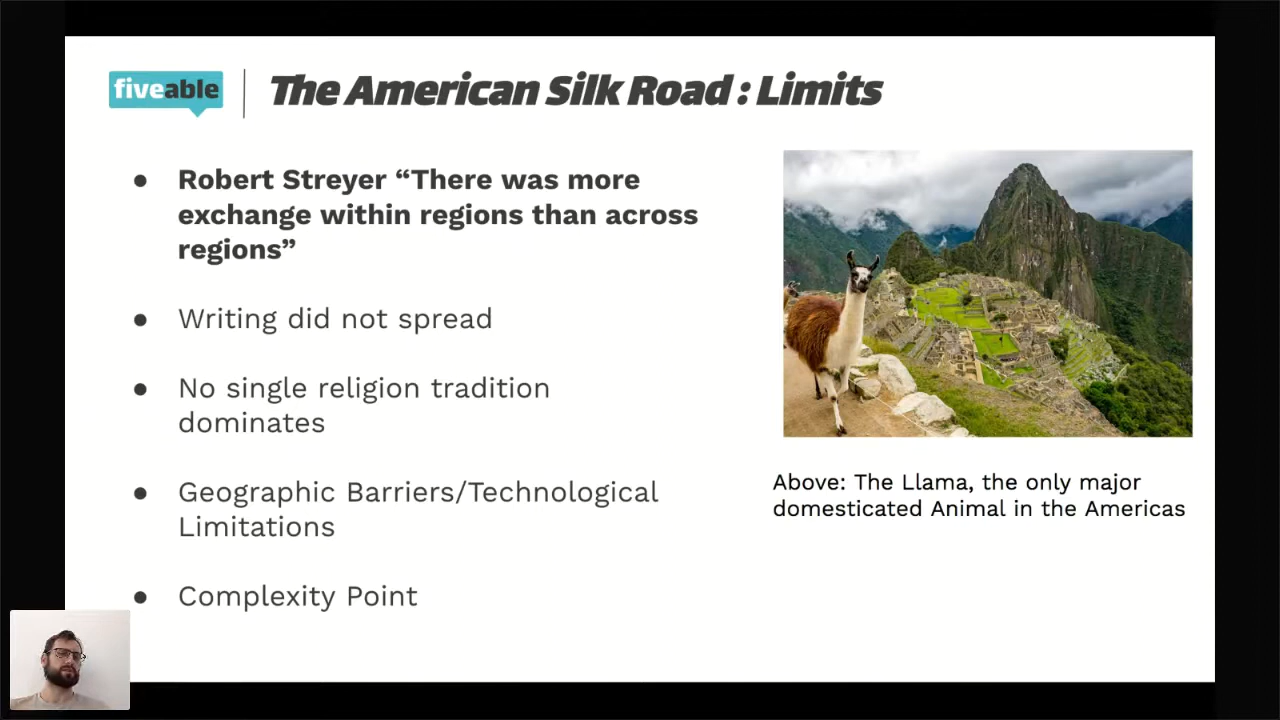 fiveable
The American Silk Road : Limits
● Robert Streyer “There was more
exchange within regions than across
regions”
● Writing did not spread
● No single religion tradition
dominates
● Geographic Barriers/Technological
Limitations
● Complexity Point
Above: The Llama, the only major
domesticated Animal in the Americas